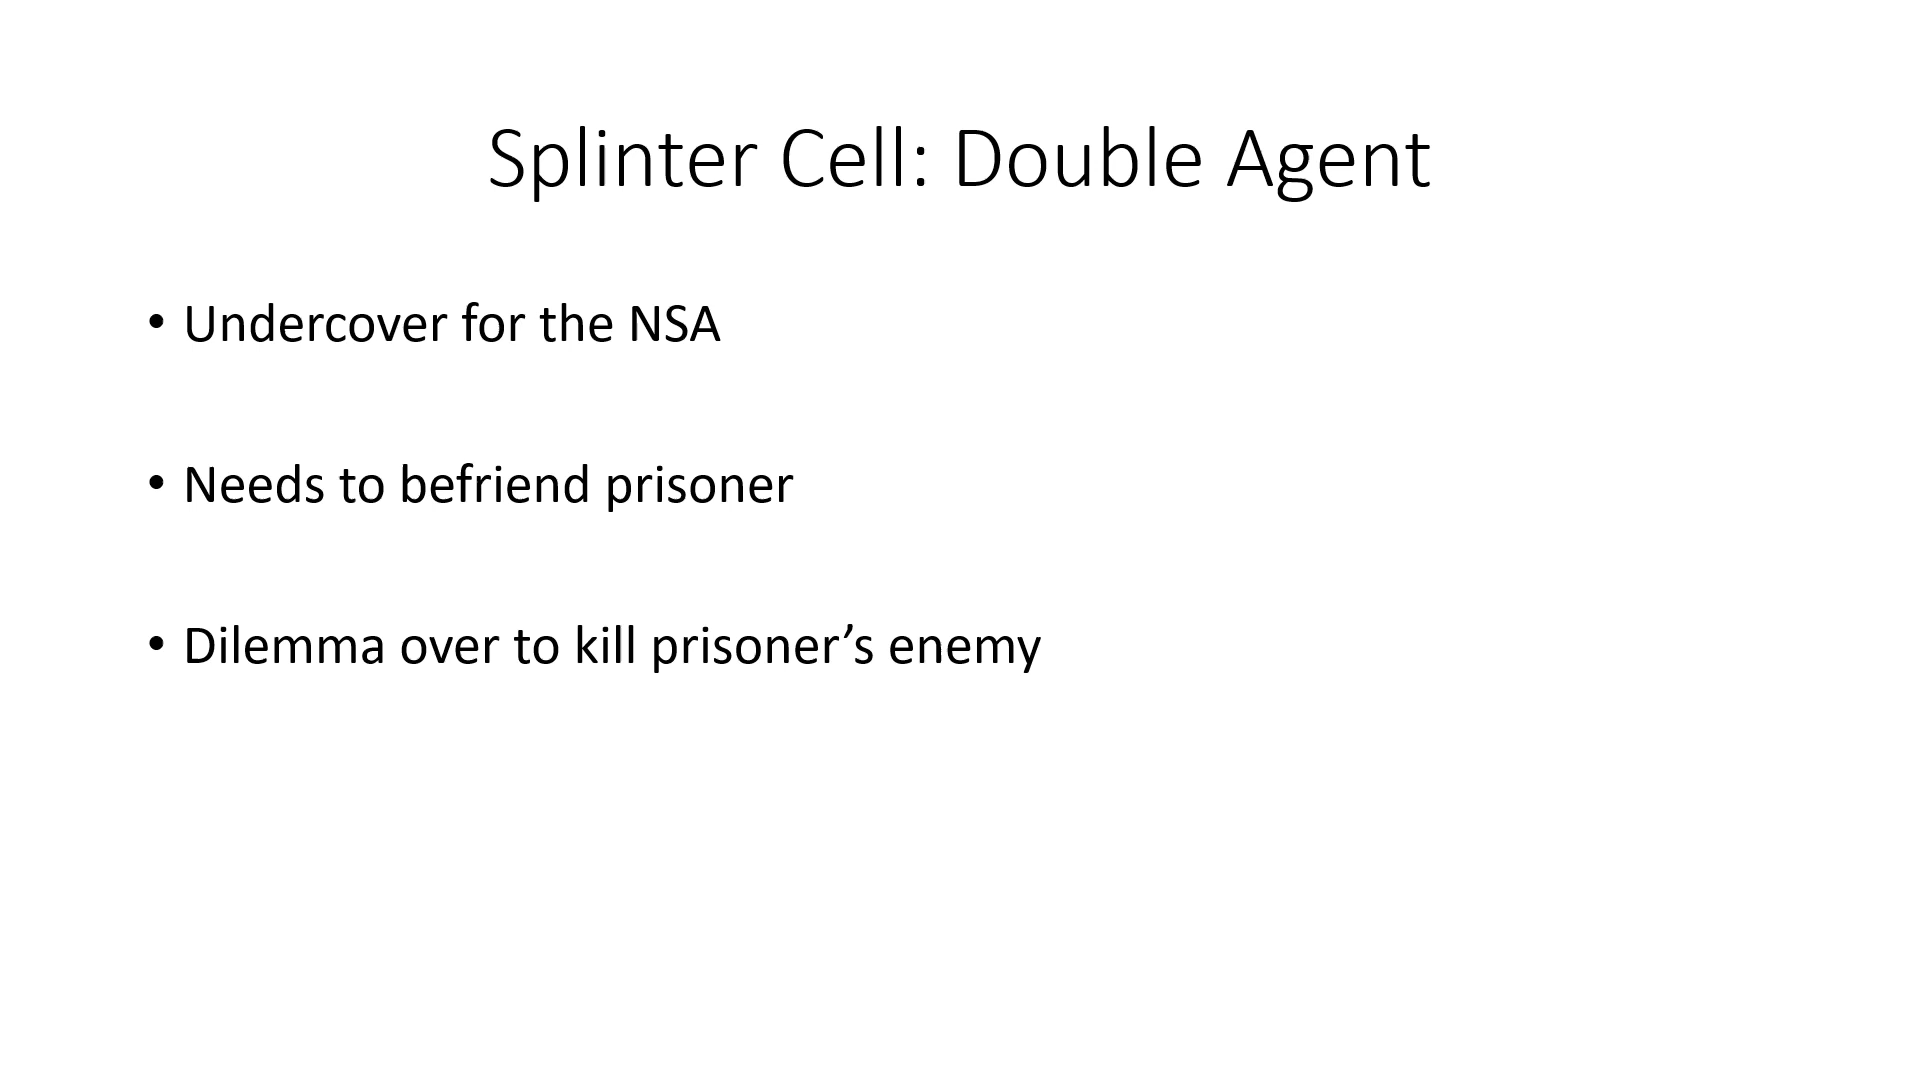 Splinter Cell: Double Agent
• Undercover for the NSA
• Needs to befriend prisoner
• Dilemma over to kill prisoner’s enemy